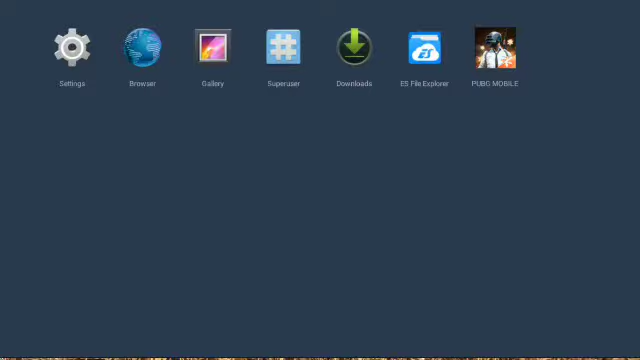 Settings
Browser
Gallery
Superuser
Downloads
ES File Explorer
PUBG MOBILE